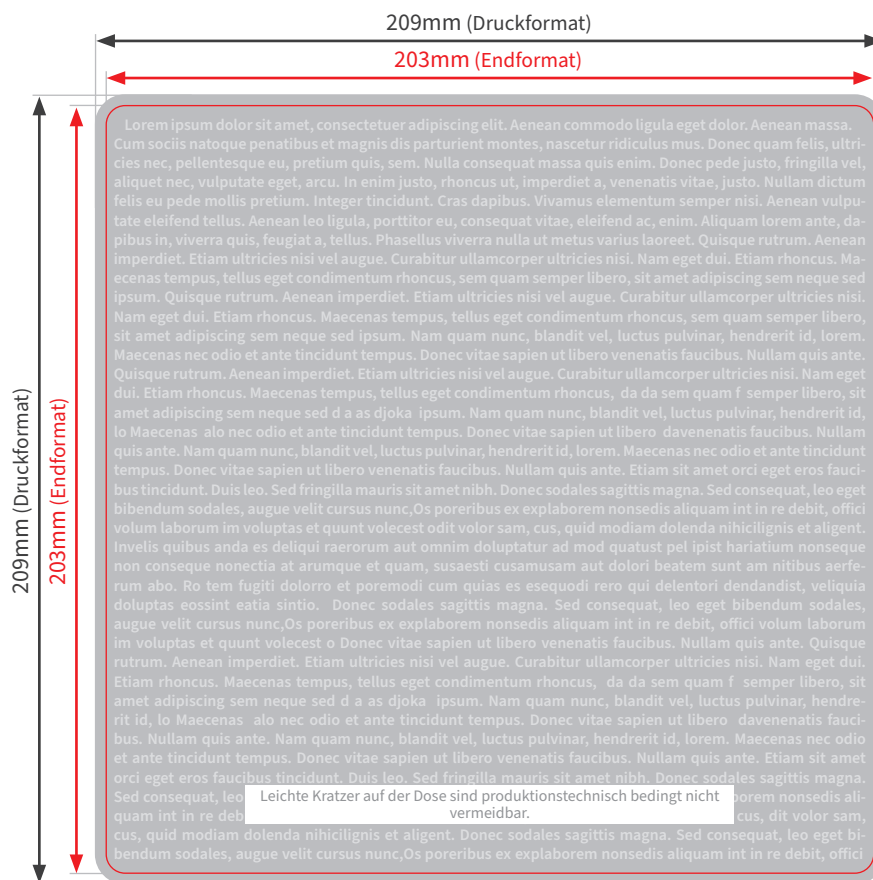 209mm (Druckformat)
203mm (Endformat)
209mm (Druckformat)
203mm (Endformat)
Lorem ipsum dolor sit amet, consectetuer adipiscing elit. Aenean commodo ligula eget dolor. Aenean massa.
Cum sociis natoque penatibus et magnis dis parturient montes, nascetur ridiculus mus. Donec quam felis, ultri-
cies nec, pellentesque eu, pretium quis, sem. Nulla consequat massa quis enim. Donec pede justo, fringilla vel,
aliquet nec, vulputate eget, arcu. In enim justo, rhoncus ut, imperdiet a, venenatis vitae, justo. Nullam dictum
felis eu pede mollis pretium. Integer tincidunt. Cras dapibus. Vivamus elementum semper nisi. Aenean vulpu-
tate eleifend tellus. Aenean leo ligula, porttitor eu, consequat vitae, eleifend ac, enim. Aliquam lorem ante, da-
pibus in, viverra quis, feugiat a, tellus. Phasellus viverra nulla ut metus varius laoreet. Quisque rutrum. Aenean
imperdiet. Etiam ultricies nisi vel augue. Curabitur ullamcorper ultricies nisi. Nam eget dui. Etiam rhoncus. Ma-
ecenas tempus, tellus eget condimentum rhoncus, sem quam semper libero, sit amet adipiscing sem neque sed
ipsum. Quisque rutrum. Aenean imperdiet. Etiam ultricies nisi vel augue. Curabitur ullamcorper ultricies nisi.
Nam eget dui. Etiam rhoncus. Maecenas tempus, tellus eget condimentum rhoncus, sem quam semper libero,
sit amet adipiscing sem neque sed ipsum. Nam quam nunc, blandit vel, luctus pulvinar, hendrerit id, lorem.
Maecenas nec odio et ante tincidunt tempus. Donec vitae sapien ut libero venenatis faucibus. Nullam quis ante.
Quisque rutrum. Aenean imperdiet. Etiam ultricies nisi vel augue. Curabitur ullamcorper ultricies nisi. Nam eget
dui. Etiam rhoncus. Maecenas tempus, tellus eget condimentum rhoncus, da da sem quam f semper libero, sit
amet adipiscing sem neque sed d a as djoka ipsum. Nam quam nunc, blandit vel, luctus pulvinar, hendrerit id,
lo Maecenas alo nec odio et ante tincidunt tempus. Donec vitae sapien ut libero davenenatis faucibus. Nullam
quis ante. Nam quam nunc, blandit vel, luctus pulvinar, hendrerit id, lorem. Maecenas nec odio et ante tincidunt
tempus. Donec vitae sapien ut libero venenatis faucibus. Nullam quis ante. Etiam sit amet orci eget eros fauci-
bus tincidunt. Duis leo. Sed fringilla mauris sit amet nibh. Donec sodales sagittis magna. Sed consequat, leo eget
bibendum sodales, augue velit cursus nunc,Os poreribus ex explaborem nonsedis aliquam int in re debit, offici
volum laborum im voluptas et quunt volecest odit volor sam, cus, quid modiam dolenda nihicilignis et aligent.
Invelis quibus anda es deliqui raerorum aut omm doluptatur ad mod quatust pel ipist haritium nonseque
non conseque nonectia at arumque et quam, susaest cusamusam aut dolori beatem sunt an nitibus aerfe-
rum abo. Ro tem fugiti dolorro et poremodi cum quias es esequodi rero qui delentori dendandist, veliquia
doluptas eossint eatia sintio. Donec sodales sagittis magna. Sed consequat, leo eget bibendum sodales,
augue velit cursus nunc,Os poreribus ex explaborem nonsedis aliquam int in re debit, offici volum laborum
im voluptas et quunt volecest o Donec vitae sapien ut libero venenatis faucibus. Nullam quis ante. Quisque
rutrum. Aenean imperdiet. Etiam ultricies nisi vel augue. Curabitur ullamcorper ultricies nisi. Nam eget dui.
Etiam rhoncus. Maecenas tempus, tellus eget condimentum rhoncus, da da sem quam f semper libero, sit
amet adipiscing sem neque sed d a as djoka ipsum. Nam quam nunc, blandit vel, luctus pulvinar, hendre-
rit id, lo Maecenas alo nec odio et ante tincidunt tempus. Donec vitae sapien ut libero davenenatis fauci-
bus. Nullam quis ante. Nam quam nunc, blandit vel, luctus pulvinar, hendrerit id, lorem. Maecenas nec odio
et ante tincidunt tempus. Donec vitae sapien ut libero venenatis faucibus. Nullam quis ante. Etiam sit amet
orci eget eros faucibus tincidunt. Duis leo. Sed fringilla mauris sit amet nibh. Donec sodales sagittis magna.
Sed consequat, leo Leichte Kratzer auf der Dose sind produktionstechnisch bedingt nicht borem nonsedis ali-
quam int in re deb vermeidbar. cus, dit volor sam,
cus, quid modiam dolenda nihicilignis et aligent. Donec sodales sagittis magna. Sed consequat, leo eget bi-
bendum sodales, augue velit cursus nunc,Os poreribus ex explaborem nonsedis aliquam int in re debit, offici